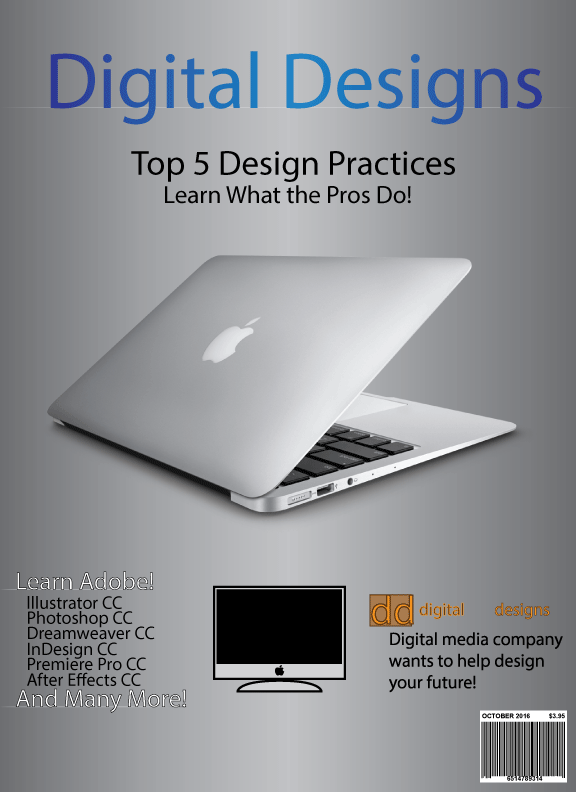 Digital Designs
Top 5 Design Practices
Learn What the Pros Do!
Learn Adobe!
Illustrator CC
Photoshop CC
Dreamweaver CC
InDesign CC
Premiere Pro CC
After Effects CC
And Many More!
dd digital designs
Digital media company
wants to help design
your future!
OCTOBER 2016 $3.95
6514789314